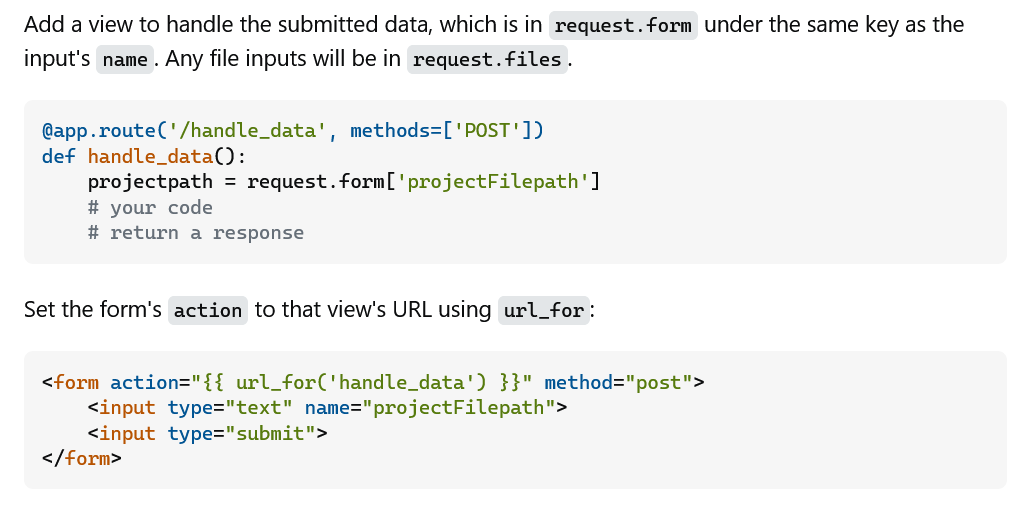 Add a view to handle the submitted data, which is in request.form under the same key as the
input's name. Any file inputs will be in request.files.
@app.route('/handle_data', methods=['POST'])
def handle_data():
    projectpath = request.form['projectFilepath']
    # your code
    # return a response
Set the form's action to that view's URL using url_for:
<form action="{{ url_for('handle_data') }}" method="post">
    <input type="text" name="projectFilepath">
    <input type="submit">
</form>